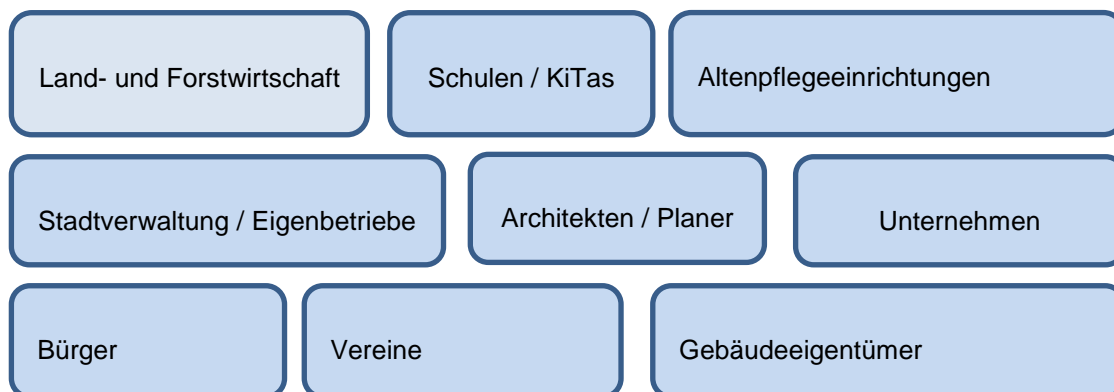 Land- und Forstwirtschaft
Schulen / KiTas
Altenpflegeeinrichtungen
Stadtverwaltung / Eigenbetriebe
Architekten / Planer
Unternehmen
Bürger
Vereine
Gebäudeeigentümer